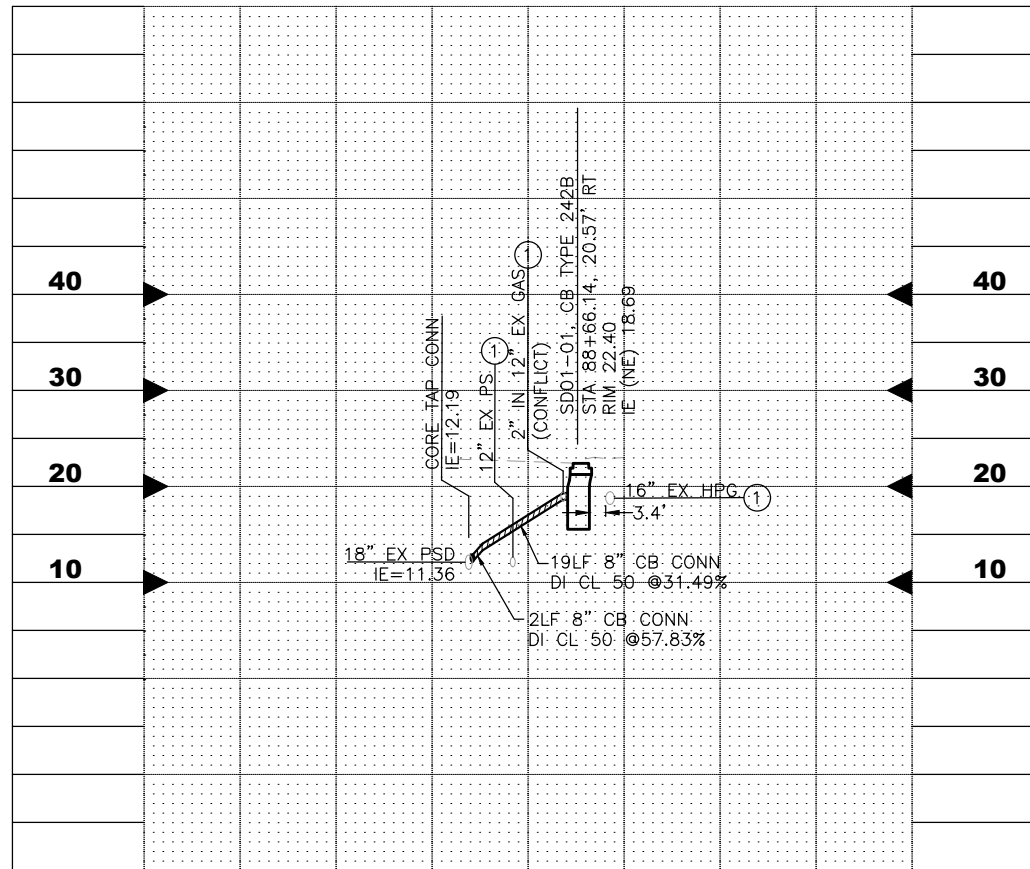 40
30
20
10
40
30
20
10
CORE TAP CONN
IE=12.19
12" EX PS
1
2" IN 12" EX GAS
(CONFLICT)
1
SD01-01, CB TYPE 242B
STA 88+66.14, 20.57' RT
RIM 22.40
IE (NE) 18.69
16" EX HPG
1
3.4'
18" EX PSD
IE=11.36
19LF 8" CB CONN
DI CL 50 @31.49%
2LF 8" CB CONN
DI CL 50 @57.83%